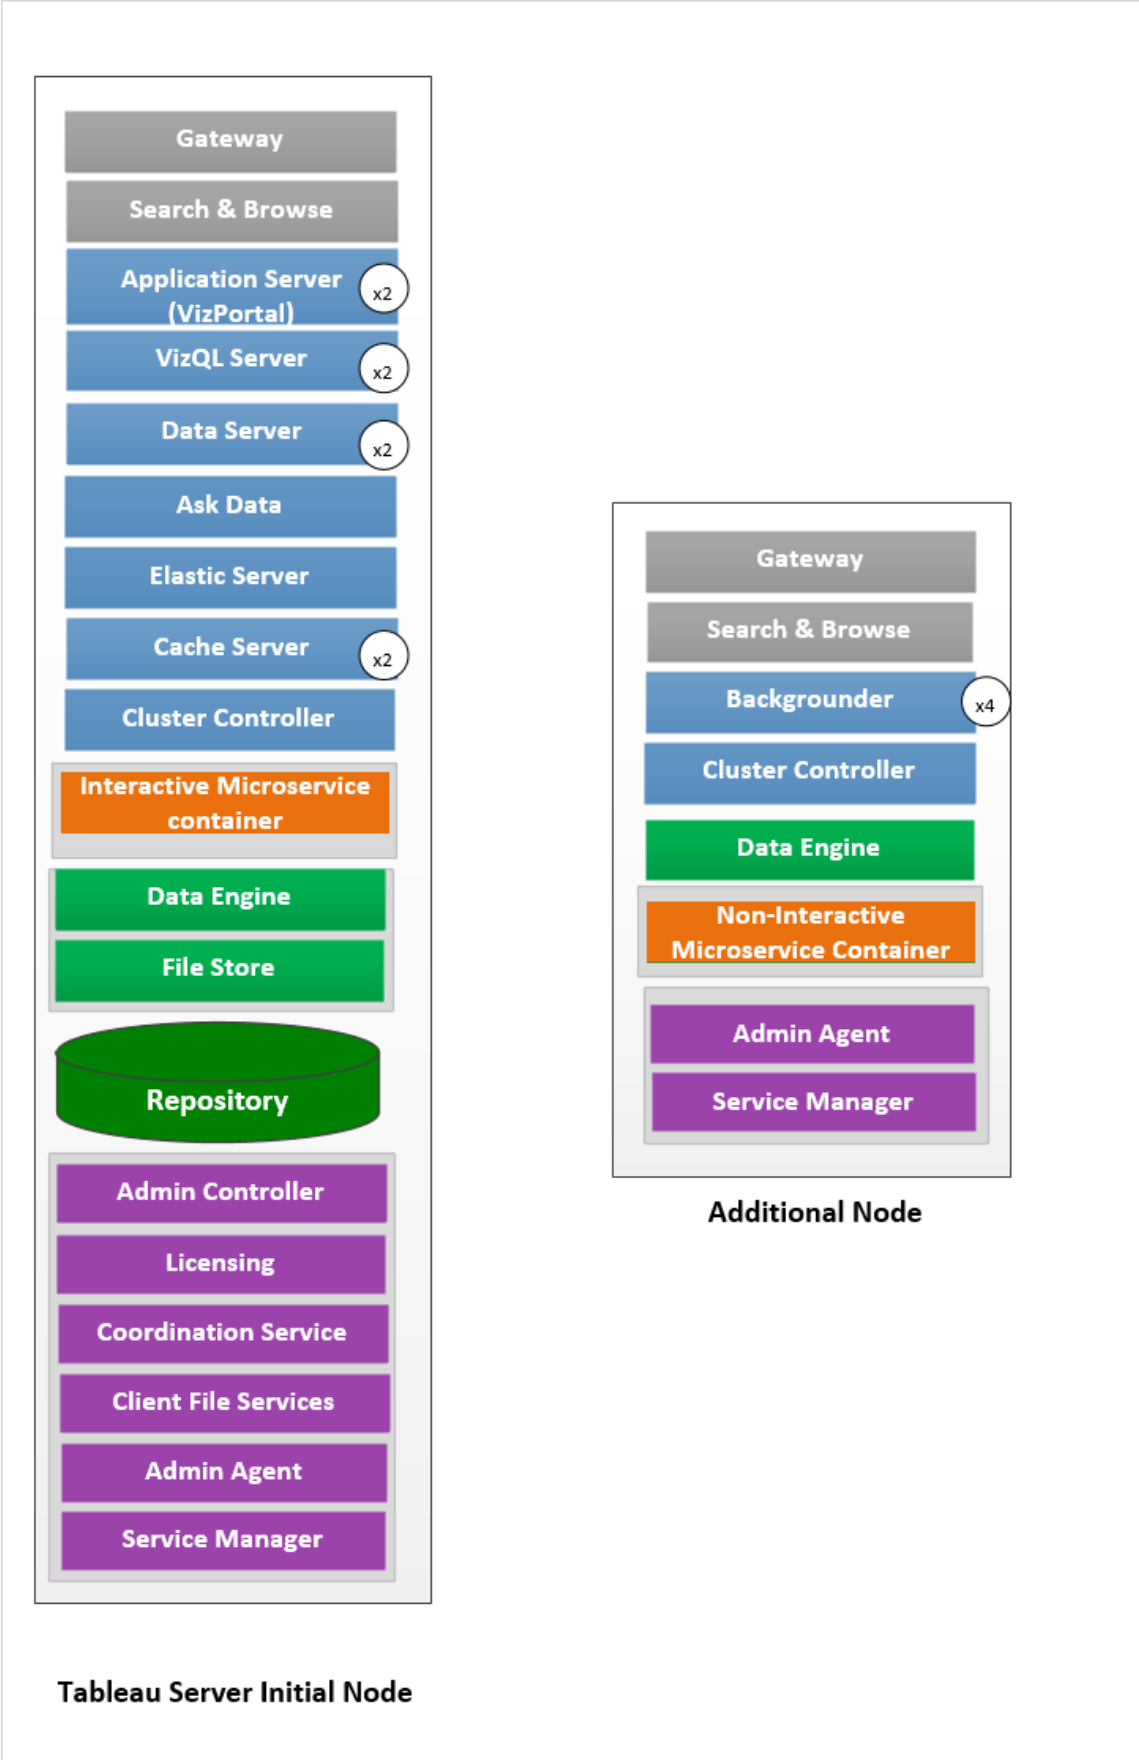 Gateway
Search & Browse
Application Server
(VizPortal)
x2
VizQL Server
x2
Data Server
x2
Ask Data
Elastic Server
Cache Server
x2
Cluster Controller
Interactive Microservice
container
Data Engine
File Store
Repository
Admin Controller
Licensing
Coordination Service
Client File Services
Admin Agent
Service Manager
Tableau Server Initial Node
Gateway
Search & Browse
Backgrounder
x4
Cluster Controller
Data Engine
Non-Interactive
Microservice Container
Admin Agent
Service Manager
Additional Node